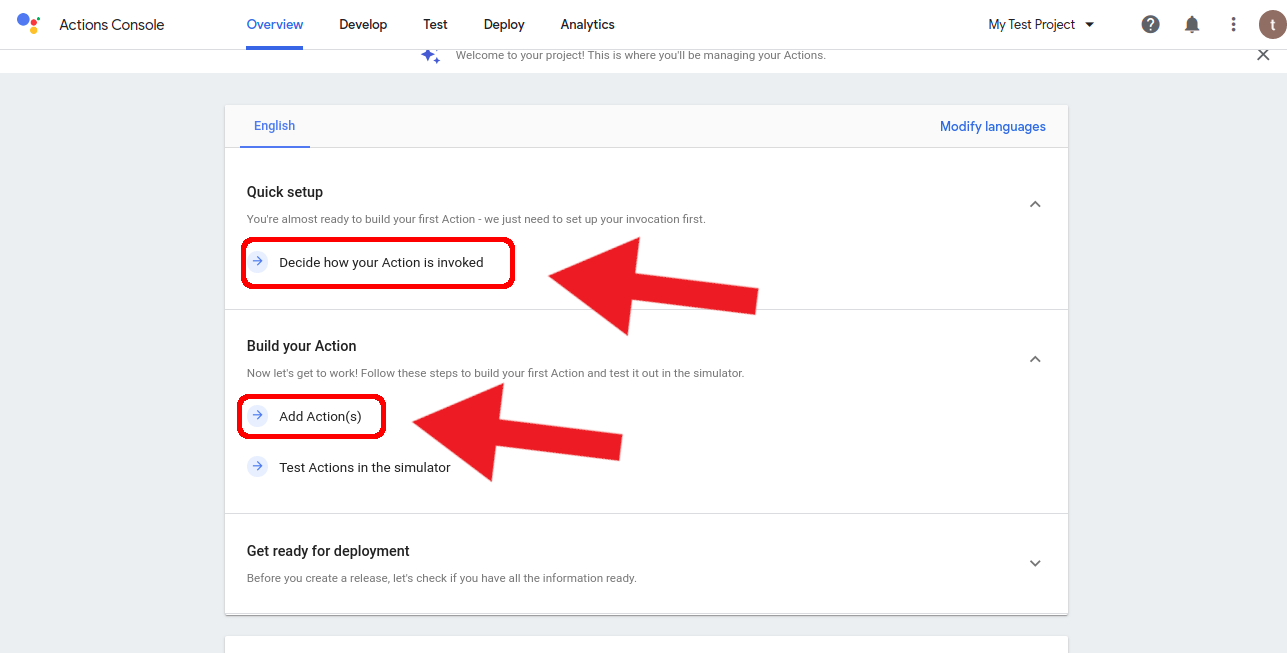 Actions Console
Overview
Develop
Test
Deploy
Analytics
My Test Project
t
Welcome to your project! This is where you'll be managing your Actions.
English
Modify languages
Quick setup
You're almost ready to build your first Action - we just need to set up your invocation first.
Decide how your Action is invoked
Build your Action
Now let's get to work! Follow these steps to build your first Action and test it out in the simulator.
Add Action(s)
Test Actions in the simulator
Get ready for deployment
Before you create a release, let's check if you have all the information ready.